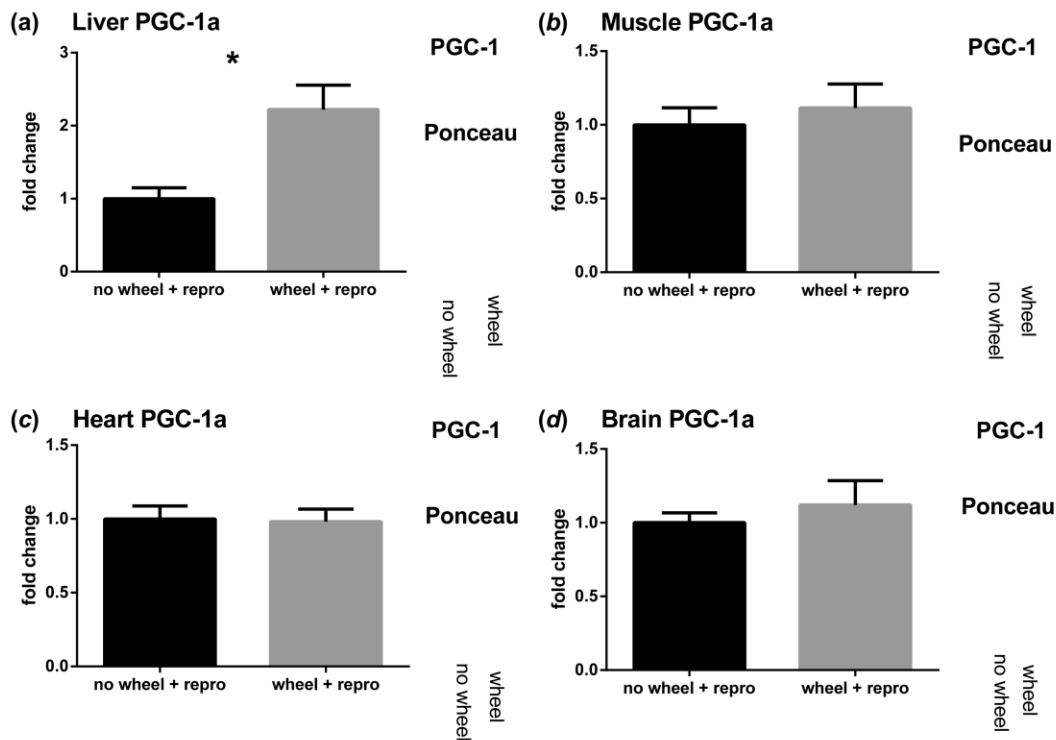 (a) Liver PGC-1a
*
3
2
1
0
fold change
no wheel + repro
wheel + repro
PGC-1
Ponceau
no wheel
wheel
(b) Muscle PGC-1a
1.5
1.0
0.5
0.0
fold change
no wheel + repro
wheel + repro
PGC-1
Ponceau
no wheel
wheel
(c) Heart PGC-1a
1.5
1.0
0.5
0.0
fold change
no wheel + repro
wheel + repro
PGC-1
Ponceau
no wheel
wheel
(d) Brain PGC-1a
1.5
1.0
0.5
0.0
fold change
no wheel + repro
wheel + repro
PGC-1
Ponceau
no wheel
wheel